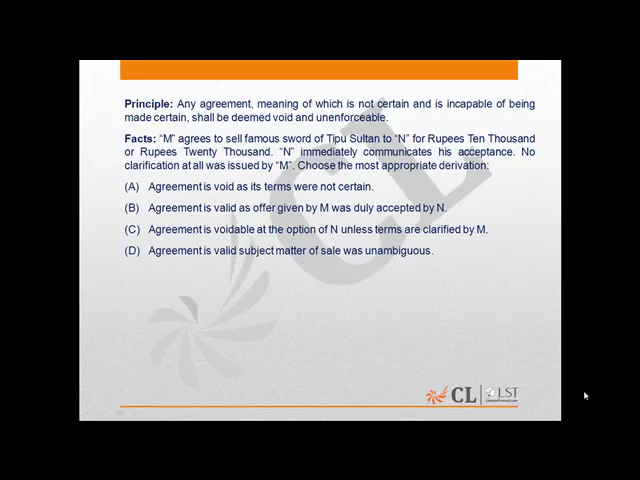 Principle: Any agreement, meaning of which is not certain and is incapable of being
made certain, shall be deemed void and unenforceable.
Facts: “M” agrees to sell famous sword of Tipu Sultan to “N” for Rupees Ten Thousand
or Rupees Twenty Thousand. “N” immediately communicates his acceptance. No
clarification at all was issued by “M”. Choose the most appropriate derivation:
(A) Agreement is void as its terms were not certain.
(B) Agreement is valid as offer given by M was duly accepted by N.
(C) Agreement is voidable at the option of N unless terms are clarified by M.
(D) Agreement is valid subject matter of sale was unambiguous.
CL
CL LST